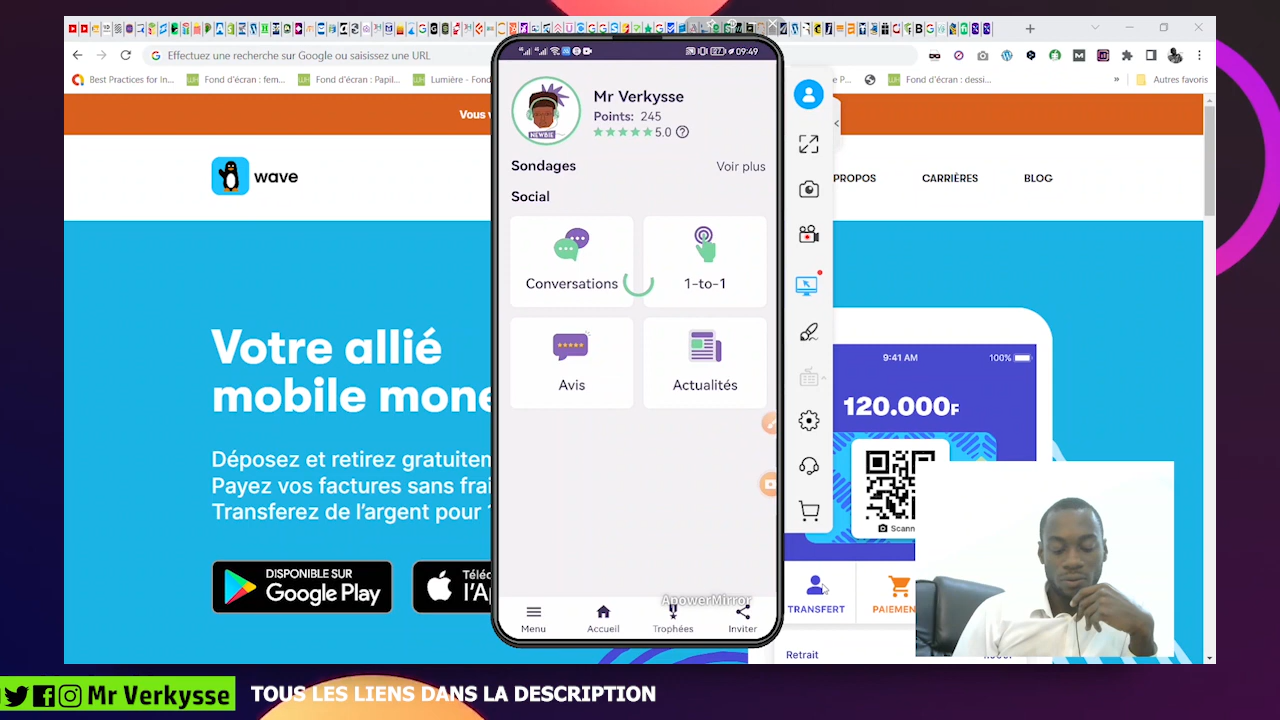 09:49
Effectuez une recherche sur Google ou saisissez une URL
Best Practices for In...
Fond d'écran : fem...
Fond d'écran : Papil...
Lumière - Fond
Fond d'écran : dessi...
»
Autres favoris
Vous v
wave
PROPOS
CARRIÈRES
BLOG
Mr Verkysse
Points: 245
5.0
NEWBIE
Sondages
Voir plus
Social
Conversations
1-to-1
Avis
Actualités
Menu
Accueil
Trophées
Inviter
ApowerMirror
Votre allié
mobile mone
Déposez et retirez gratuitem
Payez vos factures sans frai
Transferez de l'argent pour
DISPONIBLE SUR
Google Play
Téléc
l'A
9:41 AM
100%
120.000F
Scann
TRANSFERT
PAIEMEN
Retrait
Mr Verkysse
TOUS LES LIENS DANS LA DESCRIPTION